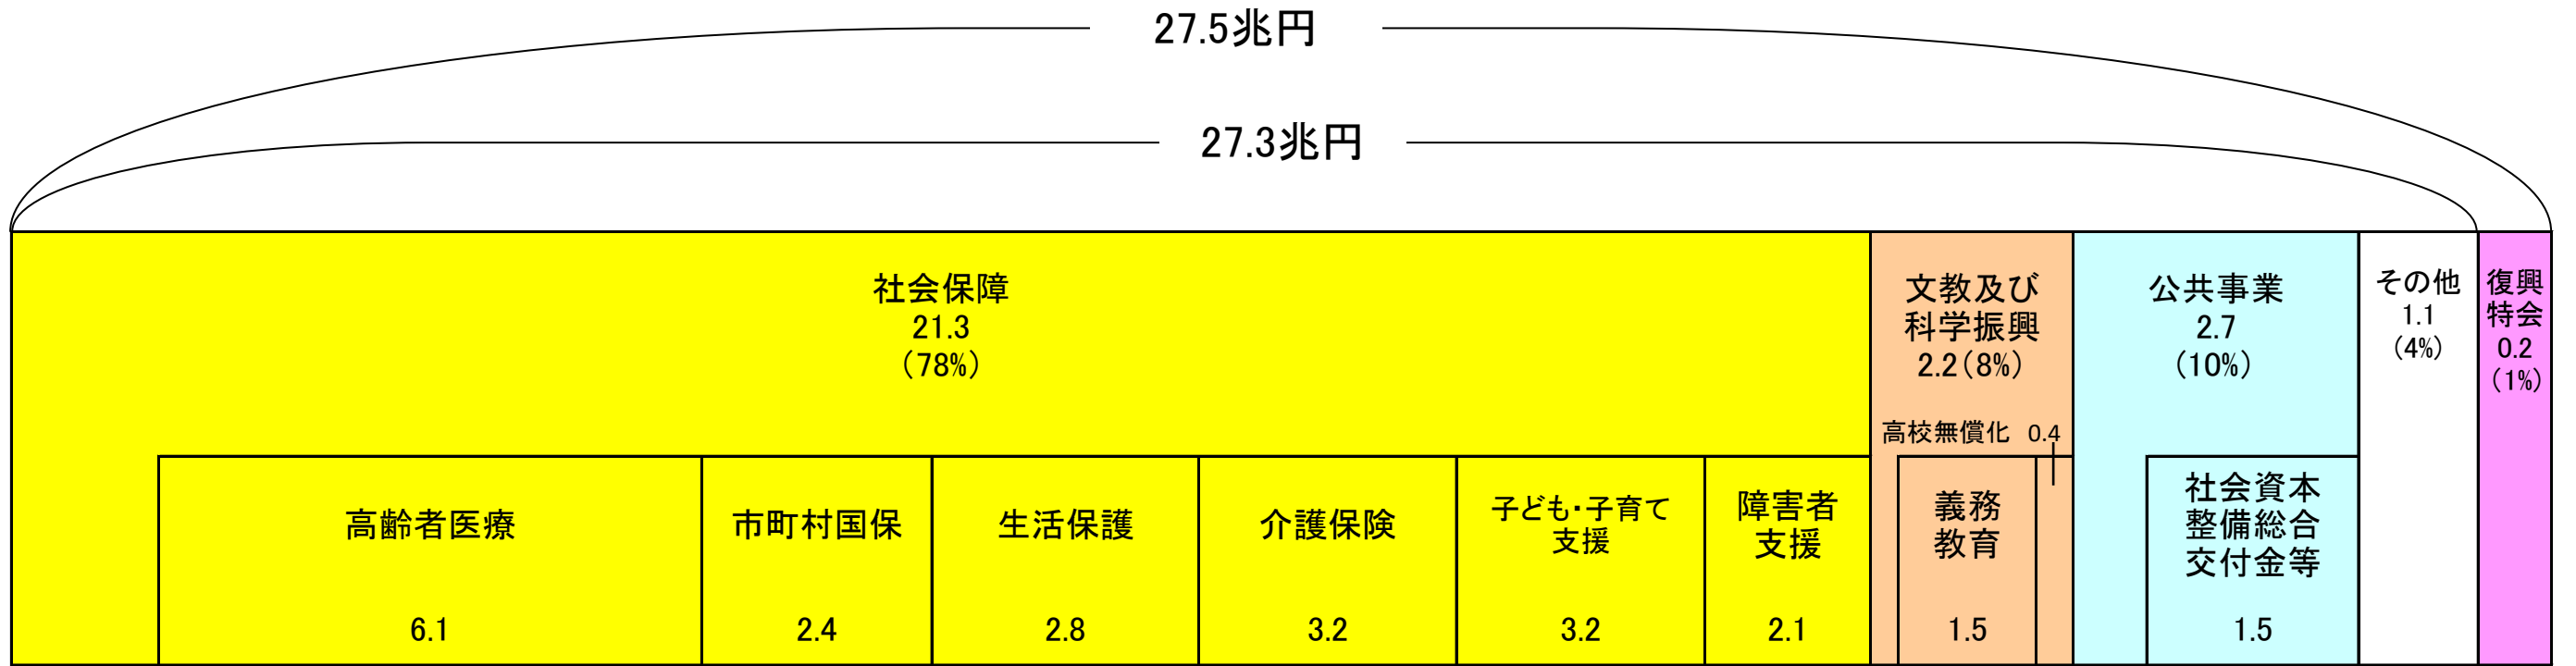 27.5兆円
27.3兆円
社会保障
21.3
(78%)
文教及び
科学振興
2.2(8%)
公共事業
2.7
(10%)
その他
1.1
(4%)
復興
特会
0.2
(1%)
高校無償化 0.4
高齢者医療
6.1
市町村国保
2.4
生活保護
2.8
介護保険
3.2
子ども・子育て
支援
3.2
障害者
支援
2.1
義務
教育
1.5
社会資本
整備総合
交付金等
1.5